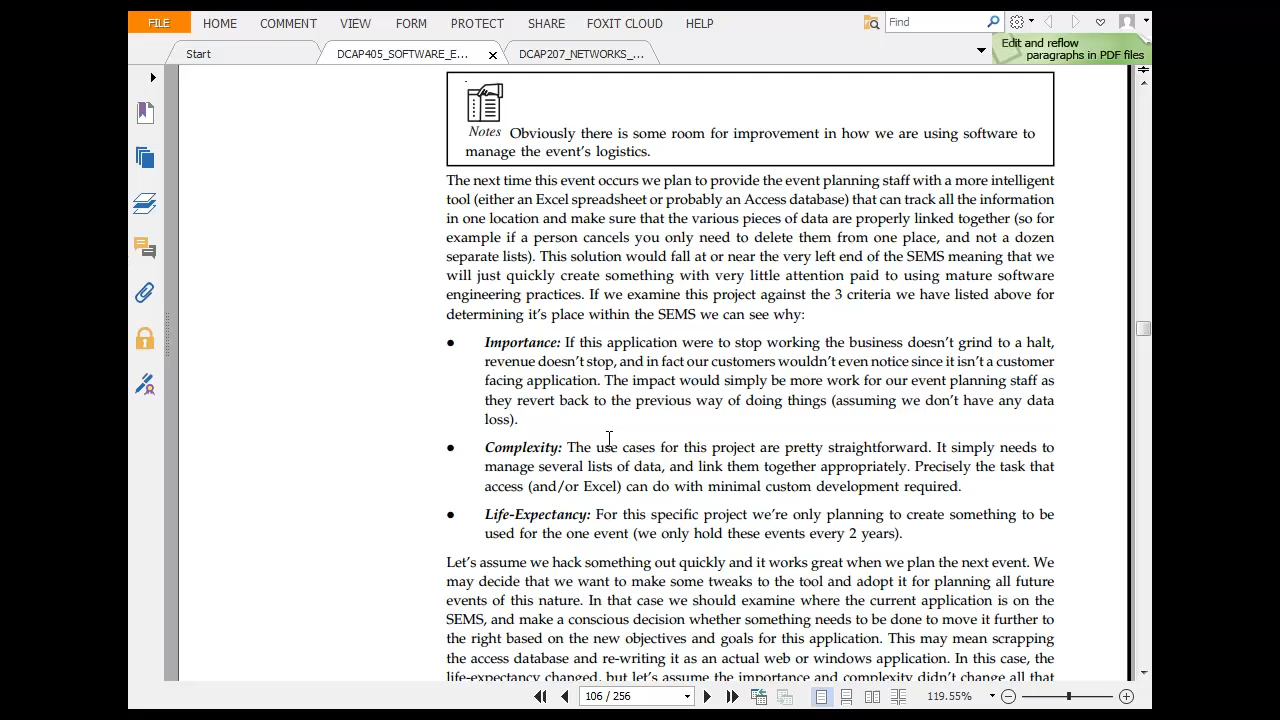 FILE HOME COMMENT VIEW FORM PROTECT SHARE FOXIT CLOUD HELP Find
Start DCAP405_SOFTWARE_E... DCAP207_NETWORKS_...
Edit and reflow
paragraphs in PDF files
Notes Obviously there is some room for improvement in how we are using software to
manage the event's logistics.
The next time this event occurs we plan to provide the event planning staff with a more intelligent
tool (either an Excel spreadsheet or probably an Access database) that can track all the information
in one location and make sure that the various pieces of data are properly linked together (so for
example if a person cancels you only need to delete them from one place, and not a dozen
separate lists). This solution would fall at or near the very left end of the SEMS meaning that we
will just quickly create something with very little attention paid to using mature software
engineering practices. If we examine this project against the 3 criteria we have listed above for
determining it's place within the SEMS we can see why:
● Importance: If this application were to stop working the business doesn't grind to a halt,
revenue doesn't stop, and in fact our customers wouldn't even notice since it isn't a customer
facing application. The impact would simply be more work for our event planning staff as
they revert back to the previous way of doing things (assuming we don't have any data
loss).
● Complexity: The use cases for this project are pretty straightforward. It simply needs to
manage several lists of data, and link them together appropriately. Precisely the task that
access (and/or Excel) can do with minimal custom development required.
● Life-Expectancy: For this specific project we're only planning to create something to be
used for the one event (we only hold these events every 2 years).
Let's assume we hack something out quickly and it works great when we plan the next event. We
may decide that we want to make some tweaks to the tool and adopt it for planning all future
events of this nature. In that case we should examine where the current application is on the
SEMS, and make a conscious decision whether something needs to be done to move it further to
the right based on the new objectives and goals for this application. This may mean scrapping
the access database and re-writing it as an actual web or windows application. In this case, the
life-expectancy changed, but let's assume the importance and complexity didn't change all that
106 / 256 119.55%